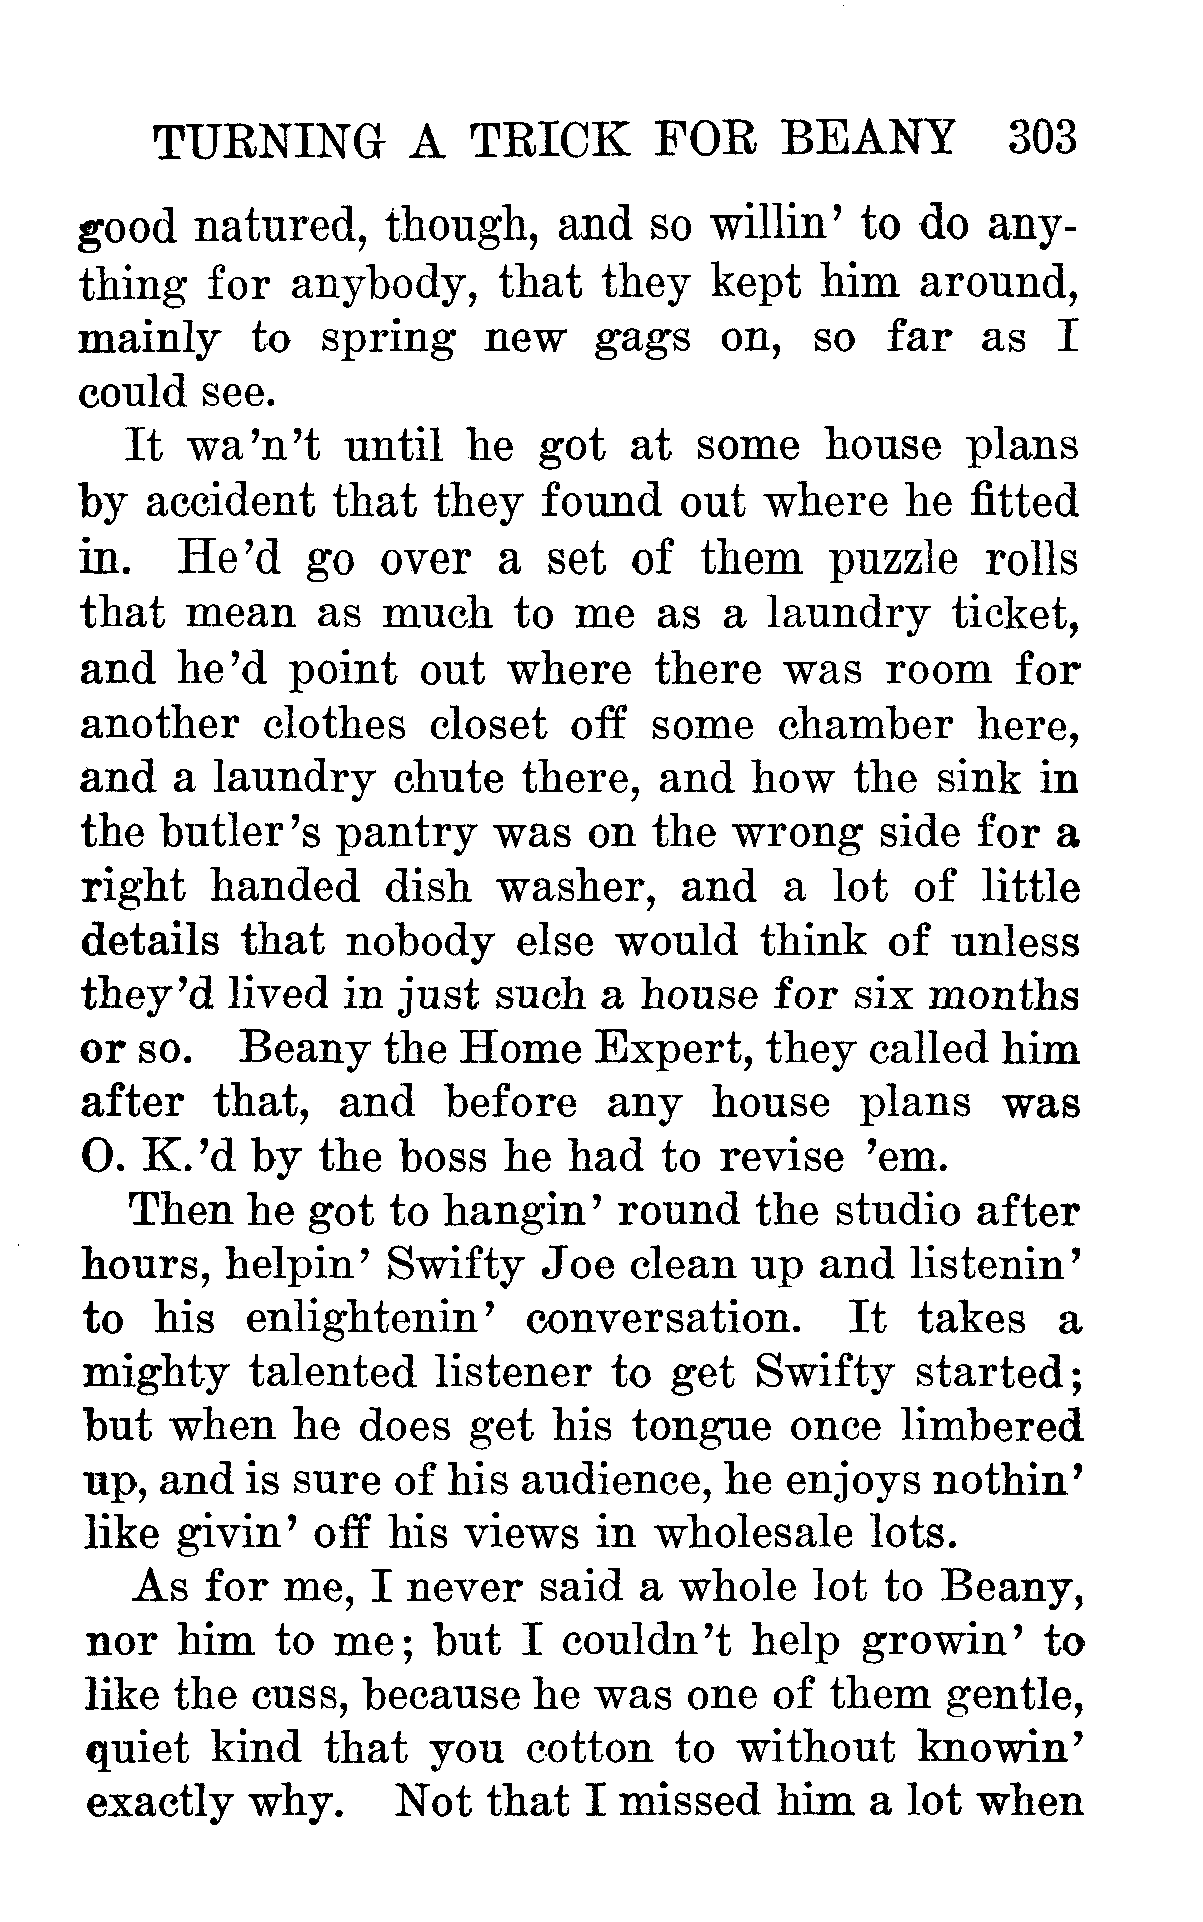 TURNING A TRICK FOR BEANY 303
good natured, though, and so willin' to do any-
thing for anybody, that they kept him around,
mainly to spring new gags on, so far as I
could see.
It wa'n't until he got at some house plans
by accident that they found out where he fitted
in. He'd go over a set of them puzzle rolls
that mean as much to me as a laundry ticket,
and he'd point out where there was room for
another clothes closet off some chamber here,
and a laundry chute there, and how the sink in
the butler's pantry was on the wrong side for a
right handed dish washer, and a lot of little
details that nobody else would think of unless
they'd lived in just such a house for six months
or so. Beany the Home Expert, they called him
after that, and before any house plans was
O. K.'d by the boss he had to revise 'em.
Then he got to hangin' round the studio after
hours, helpin' Swifty Joe clean up and listenin'
to his enlightenin' conversation. It takes a
mighty talented listener to get Swifty started;
but when he does get his tongue once limbered
up, and is sure of his audience, he enjoys nothin'
like givin' off his views in wholesale lots.
As for me, I never said a whole lot to Beany,
nor him to me; but I couldn't help growin' to
like the cuss, because he was one of them gentle,
quiet kind that you cotton to without knowin'
exactly why. Not that I missed him a lot when